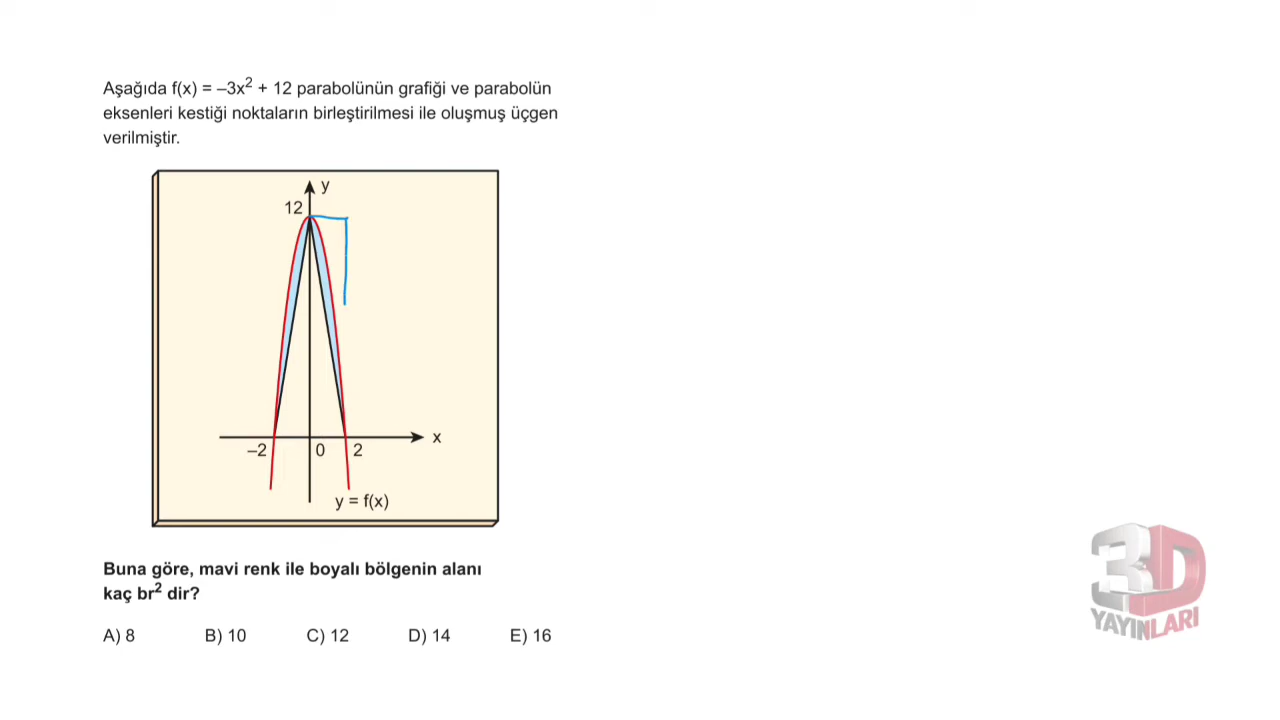 Aşağıda f(x) = –3x² + 12 parabolünün grafiği ve parabolün
eksenleri kestiği noktaların birleştirilmesi ile oluşmuş üçgen
verilmiştir.
y
12
–2 0 2 x
y = f(x)
Buna göre, mavi renk ile boyalı bölgenin alanı
kaç br² dir?
A) 8 B) 10 C) 12 D) 14 E) 16
3D
YAYINLARI